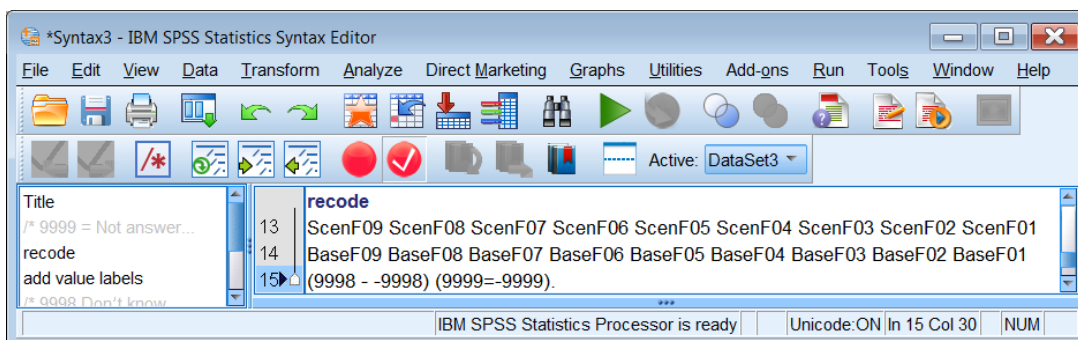 *Syntax3 - IBM SPSS Statistics Syntax Editor
File Edit View Data Transform Analyze Direct Marketing Graphs Utilities Add-ons Run Tools Window Help
/*
Active: DataSet3
Title
/* 9999 = Not answer...
recode
add value labels
/* 9998 Don't know
recode
13 ScenF09 ScenF08 ScenF07 ScenF06 ScenF05 ScenF04 ScenF03 ScenF02 ScenF01
14 BaseF09 BaseF08 BaseF07 BaseF06 BaseF05 BaseF04 BaseF03 BaseF02 BaseF01
15 (9998 - -9998) (9999=-9999).
IBM SPSS Statistics Processor is ready Unicode:ON In 15 Col 30 NUM